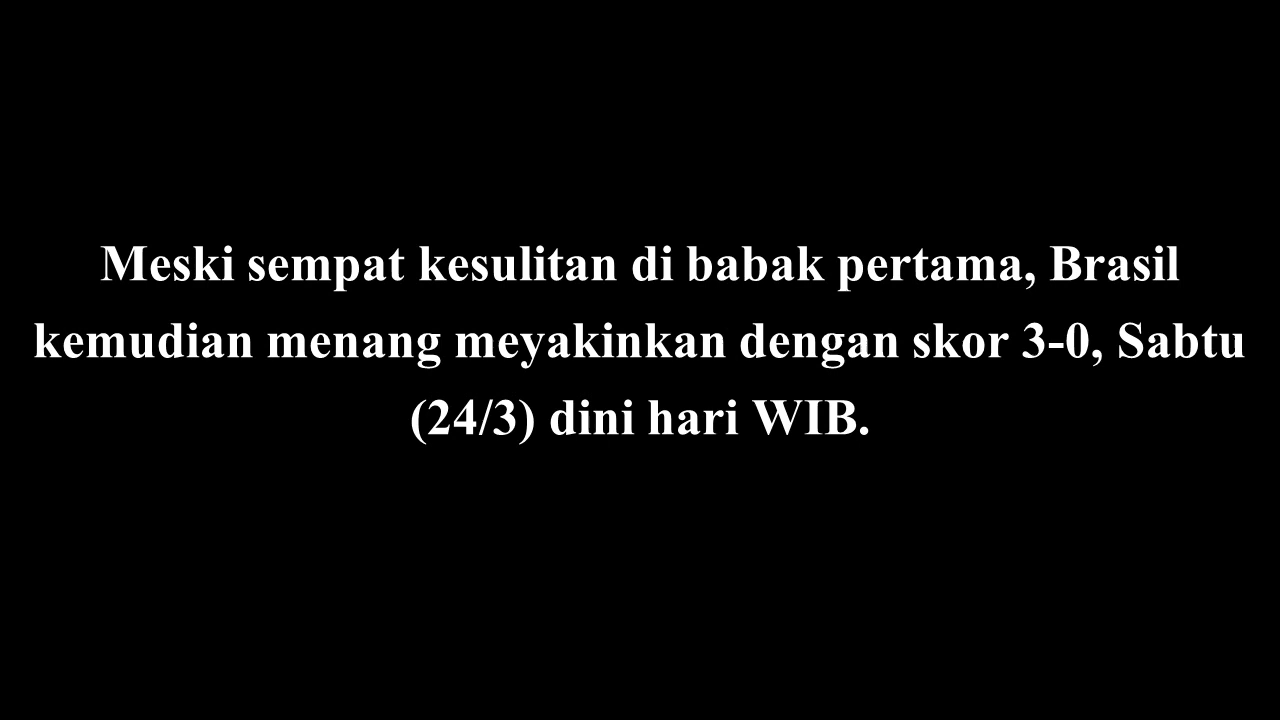 Meski sempat kesulitan di babak pertama, Brasil
kemudian menang meyakinkan dengan skor 3-0, Sabtu
(24/3) dini hari WIB.